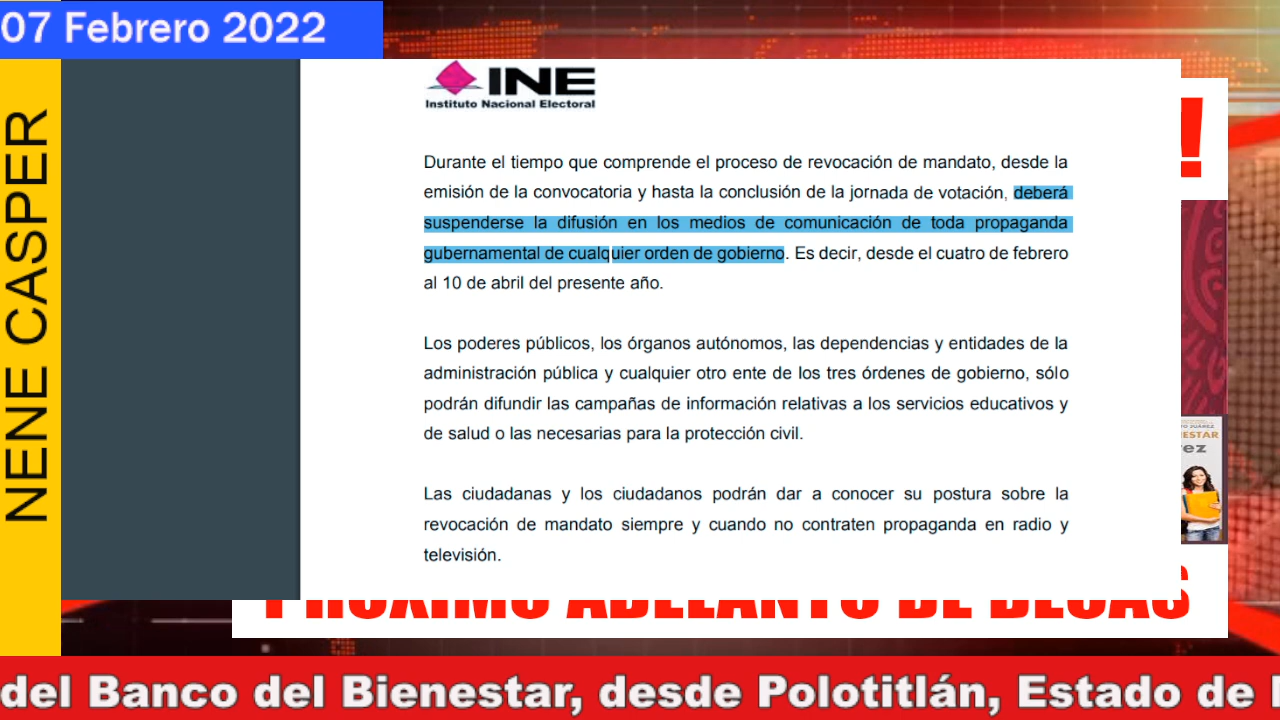 07 Febrero 2022
NENE CASPER
INE
Instituto Nacional Electoral
!
Durante el tiempo que comprende el proceso de revocación de mandato, desde la
emisión de la convocatoria y hasta la conclusión de la jornada de votación, deberá
suspenderse la difusión en los medios de comunicación de toda propaganda
gubernamental de cualquier orden de gobierno. Es decir, desde el cuatro de febrero
al 10 de abril del presente año.
Los poderes públicos, los órganos autónomos, las dependencias y entidades de la
administración pública y cualquier otro ente de los tres órdenes de gobierno, sólo
podrán difundir las campañas de información relativas a los servicios educativos y
de salud o las necesarias para la protección civil.
Las ciudadanas y los ciudadanos podrán dar a conocer su postura sobre la
revocación de mandato siempre y cuando no contraten propaganda en radio y
televisión.
PRÓXIMO ADELANTO DE BECAS
del Banco del Bienestar, desde Polotitlán, Estado de